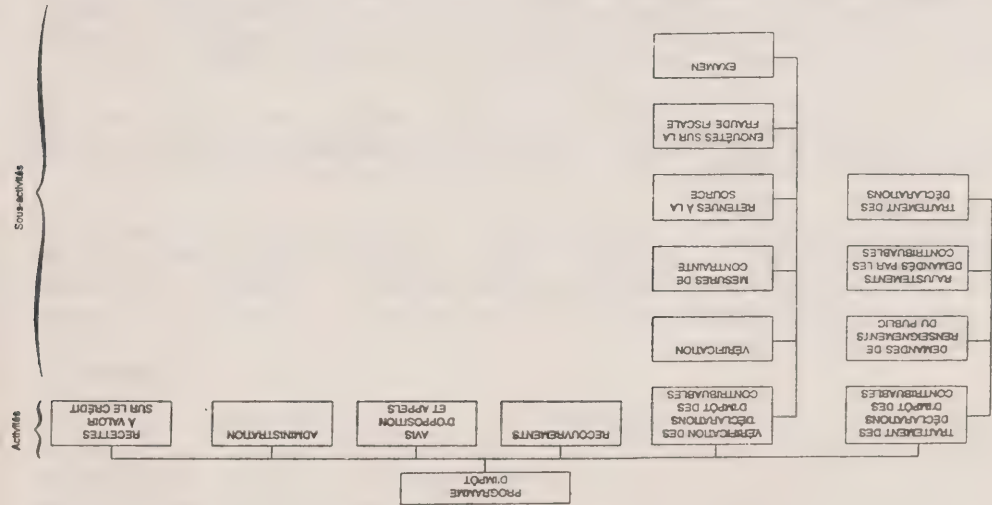 PROGRAMME
D'IMPÔT
Activités
TRAITEMENT DES
DÉCLARATIONS
D'IMPÔT DES
CONTRIBUABLES
VÉRIFICATION DES
DÉCLARATIONS
D'IMPÔT DES
CONTRIBUABLES
RECOUVREMENTS
AVIS
D'OPPOSITION
ET APPELS
ADMINISTRATION
RECETTES
À VALOIR
SUR LE CRÉDIT
Sous-activités
DEMANDES DE
RENSEIGNEMENTS
DU PUBLIC
RAJUSTEMENTS
DEMANDÉS PAR LES
CONTRIBUABLES
TRAITEMENT DES
DÉCLARATIONS
VÉRIFICATION
MESURES DE
CONTRAINTE
RETENUES À LA
SOURCE
ENQUÊTES SUR LA
FRAUDE FISCALE
EXAMEN